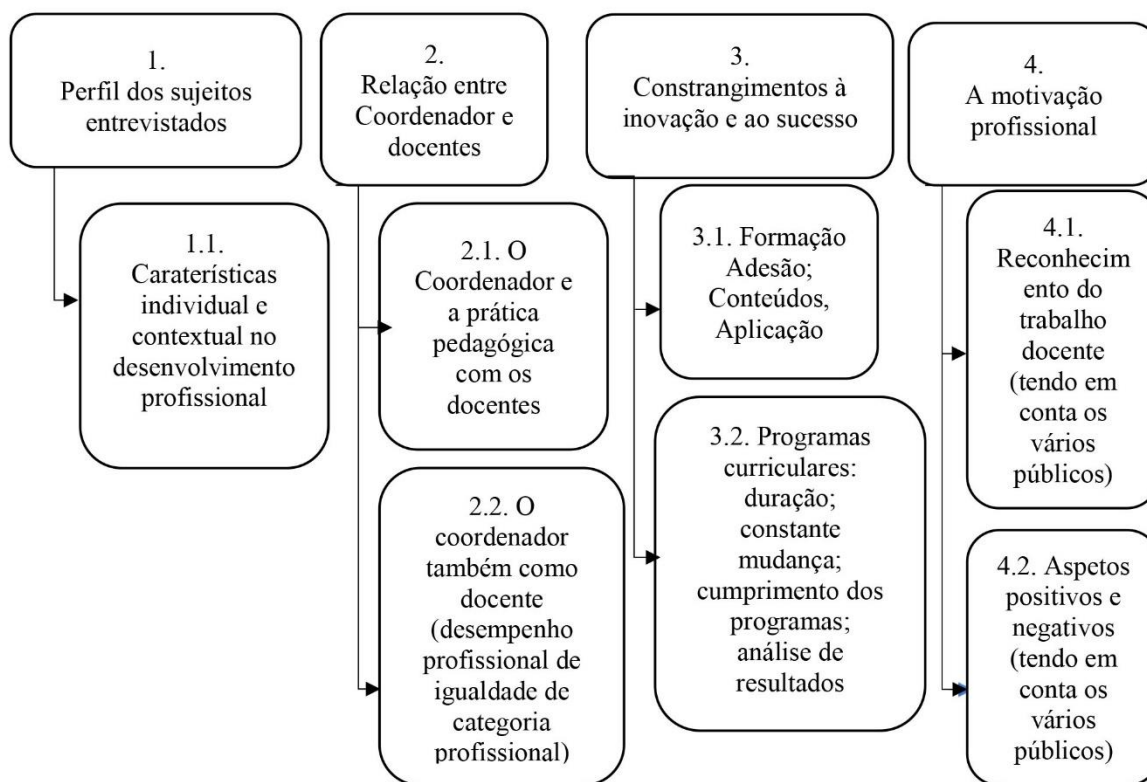 1.
Perfil dos sujeitos
entrevistados
1.1.
Caraterísticas
individual e
contextual no
desenvolvimento
profissional
2.
Relação entre
Coordenador e
docentes
2.1. O
Coordenador e
a prática
pedagógica
com os
docentes
2.2. O
coordenador
também como
docente
(desempenho
profissional de
igualdade de
categoria
profissional)
3.
Constrangimentos à
inovação e ao sucesso
3.1. Formação
Adesão;
Conteúdos,
Aplicação
3.2. Programas
curriculares:
duração;
constante
mudança;
cumprimento dos
programas;
análise de
resultados
4.
A motivação
profissional
4.1.
Reconhecim
ento do
trabalho
docente
(tendo em
conta os
vários
públicos)
4.2. Aspetos
positivos e
negativos
(tendo em
conta os
vários
públicos)